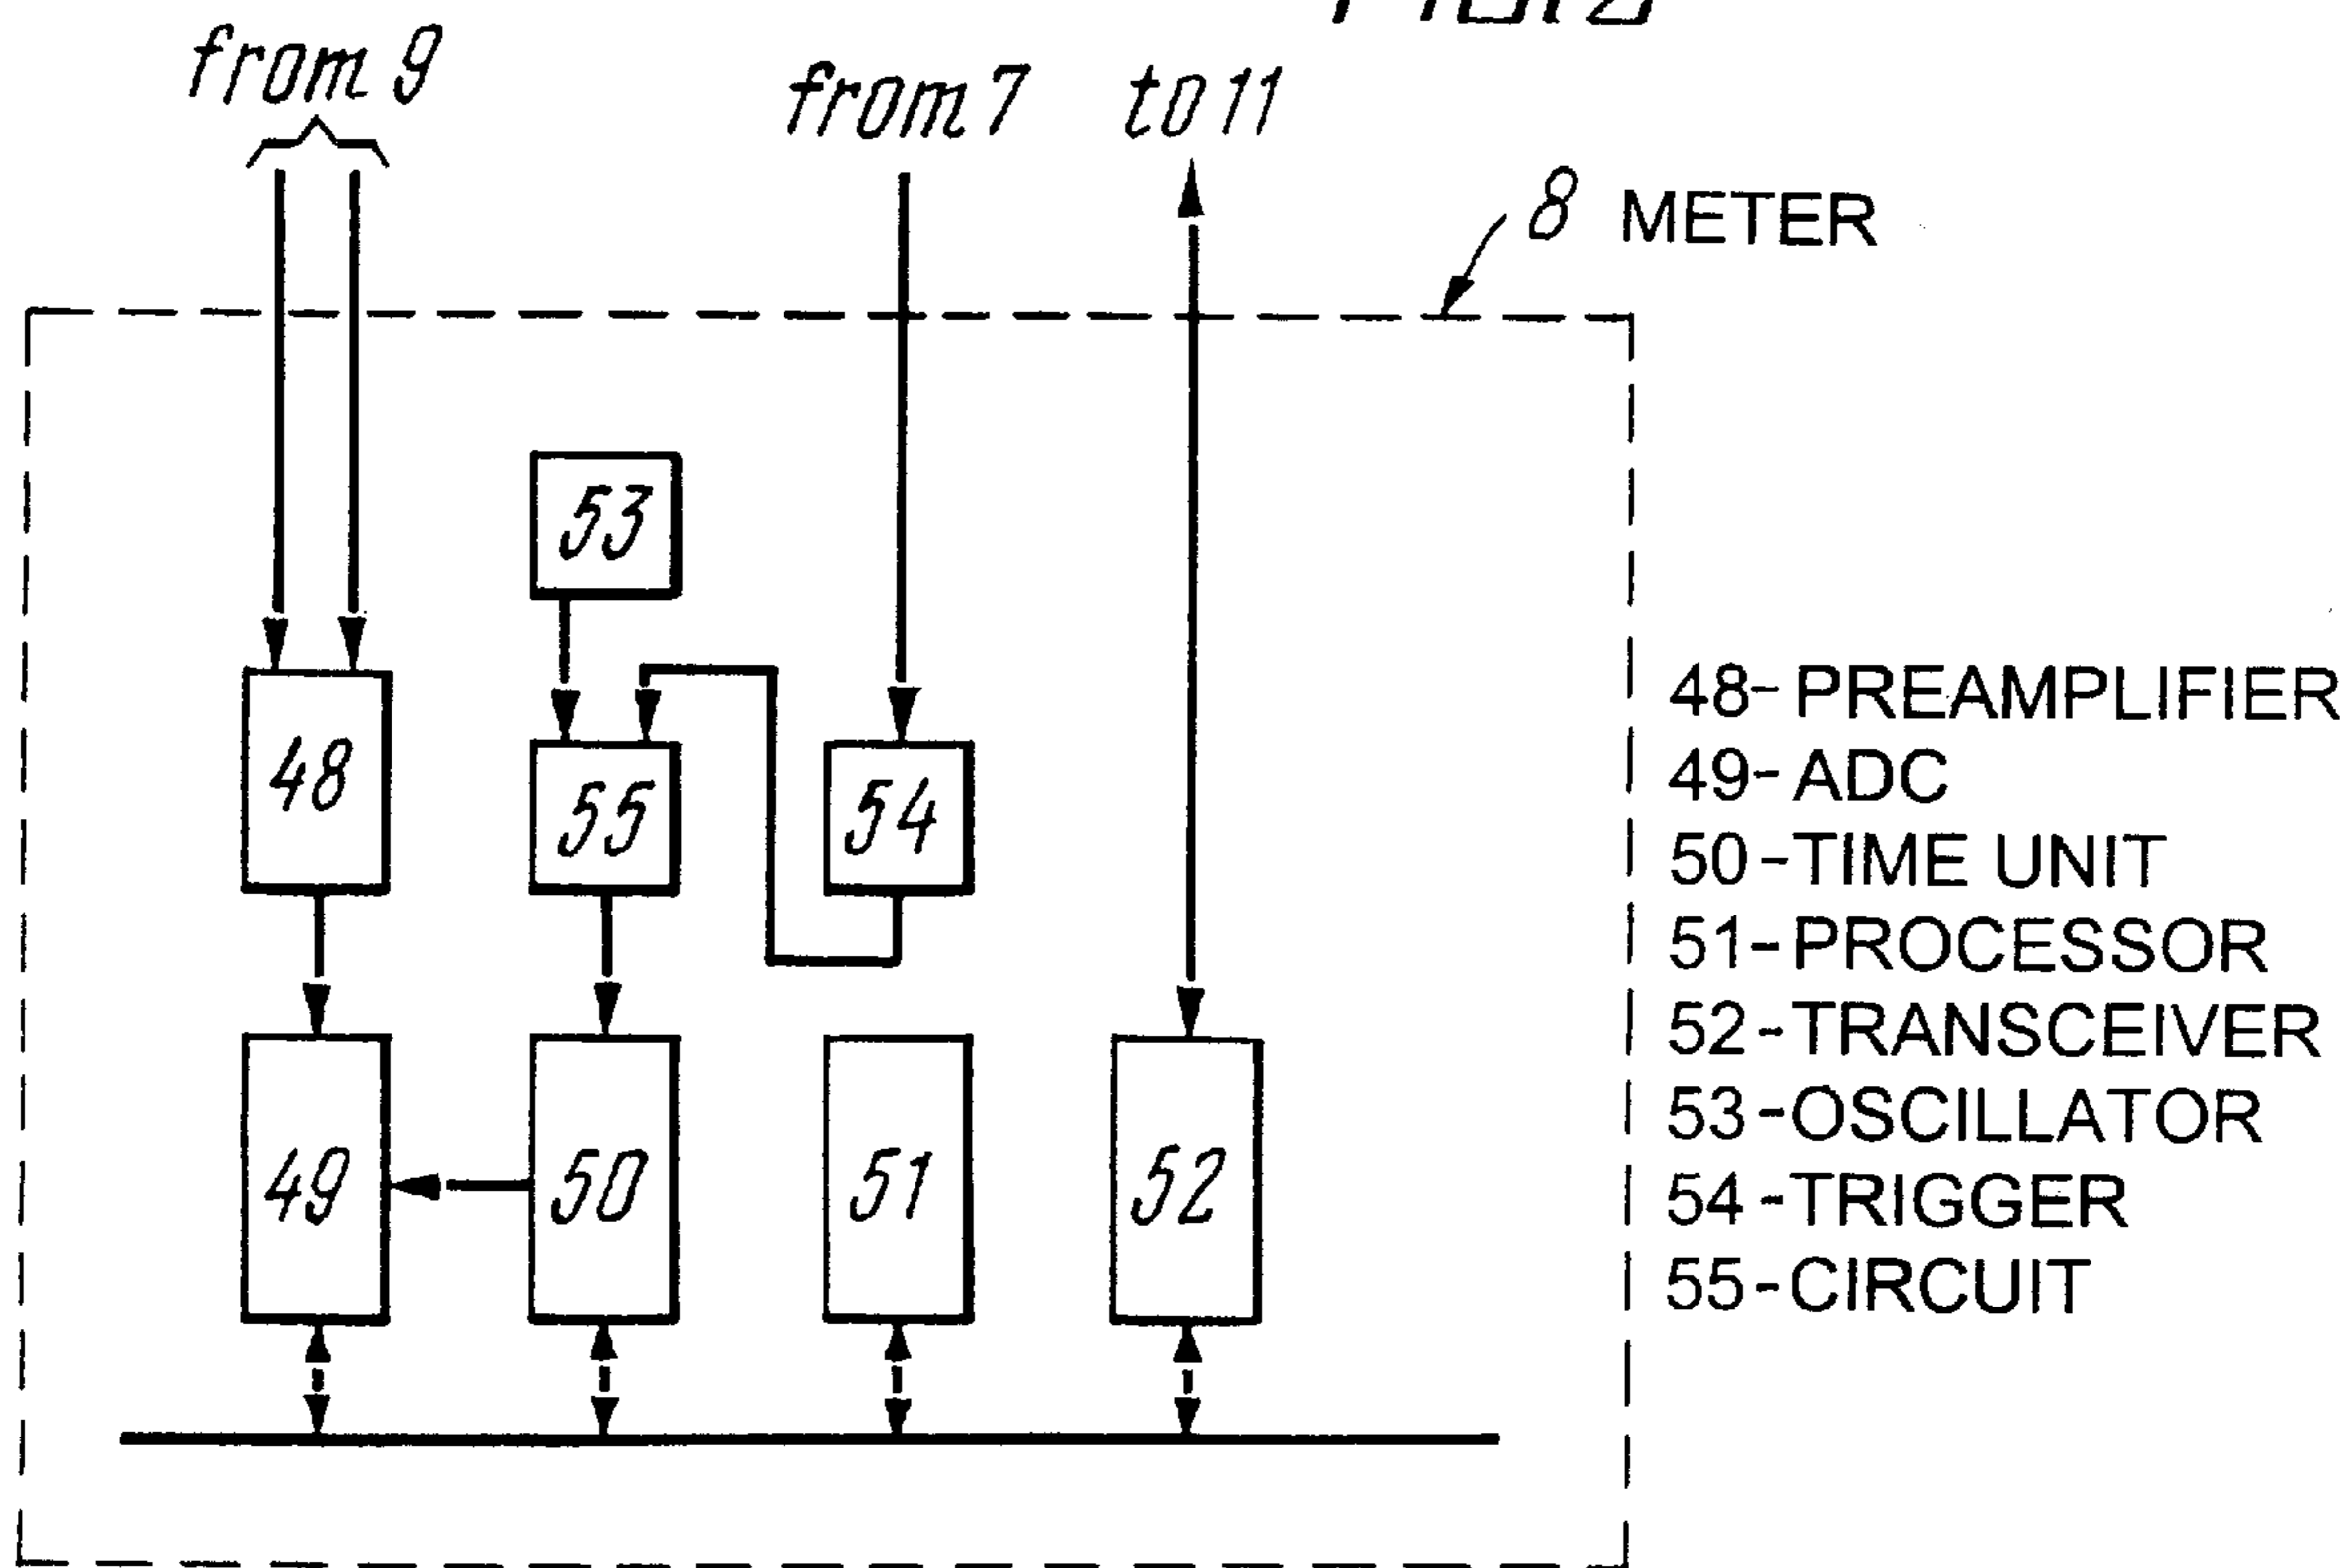 from 9
from 7
to 11
8 METER
53
48
55
54
49
50
51
52
48- PREAMPLIFIER
49- ADC
50-TIME UNIT
51-PROCESSOR
52-TRANSCEIVER
53-OSCILLATOR
54-TRIGGER
55-CIRCUIT